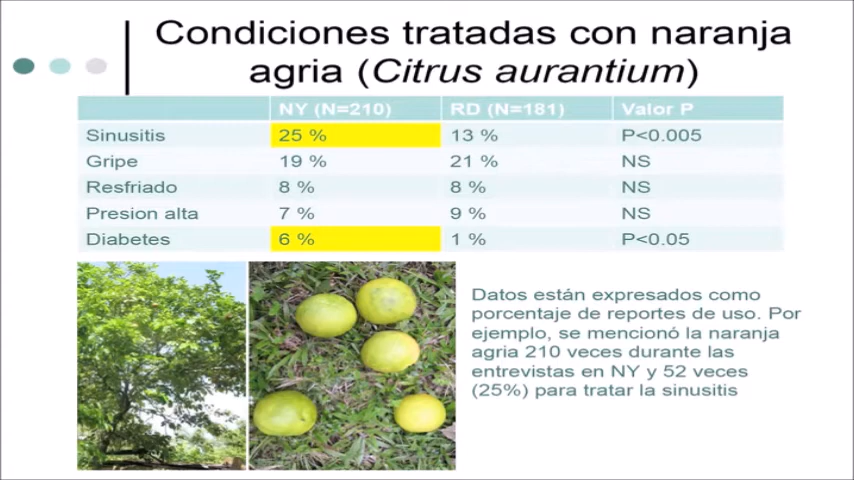 Condiciones tratadas con naranja
agria (Citrus aurantium)
NY (N=210) RD (N=181) Valor P
Sinusitis 25 % 13 % P<0.005
Gripe 19 % 21 % NS
Resfriado 8 % 8 % NS
Presion alta 7 % 9 % NS
Diabetes 6 % 1 % P<0.05
Datos están expresados como
porcentaje de reportes de uso. Por
ejemplo, se mencionó la naranja
agria 210 veces durante las
entrevistas en NY y 52 veces
(25%) para tratar la sinusitis